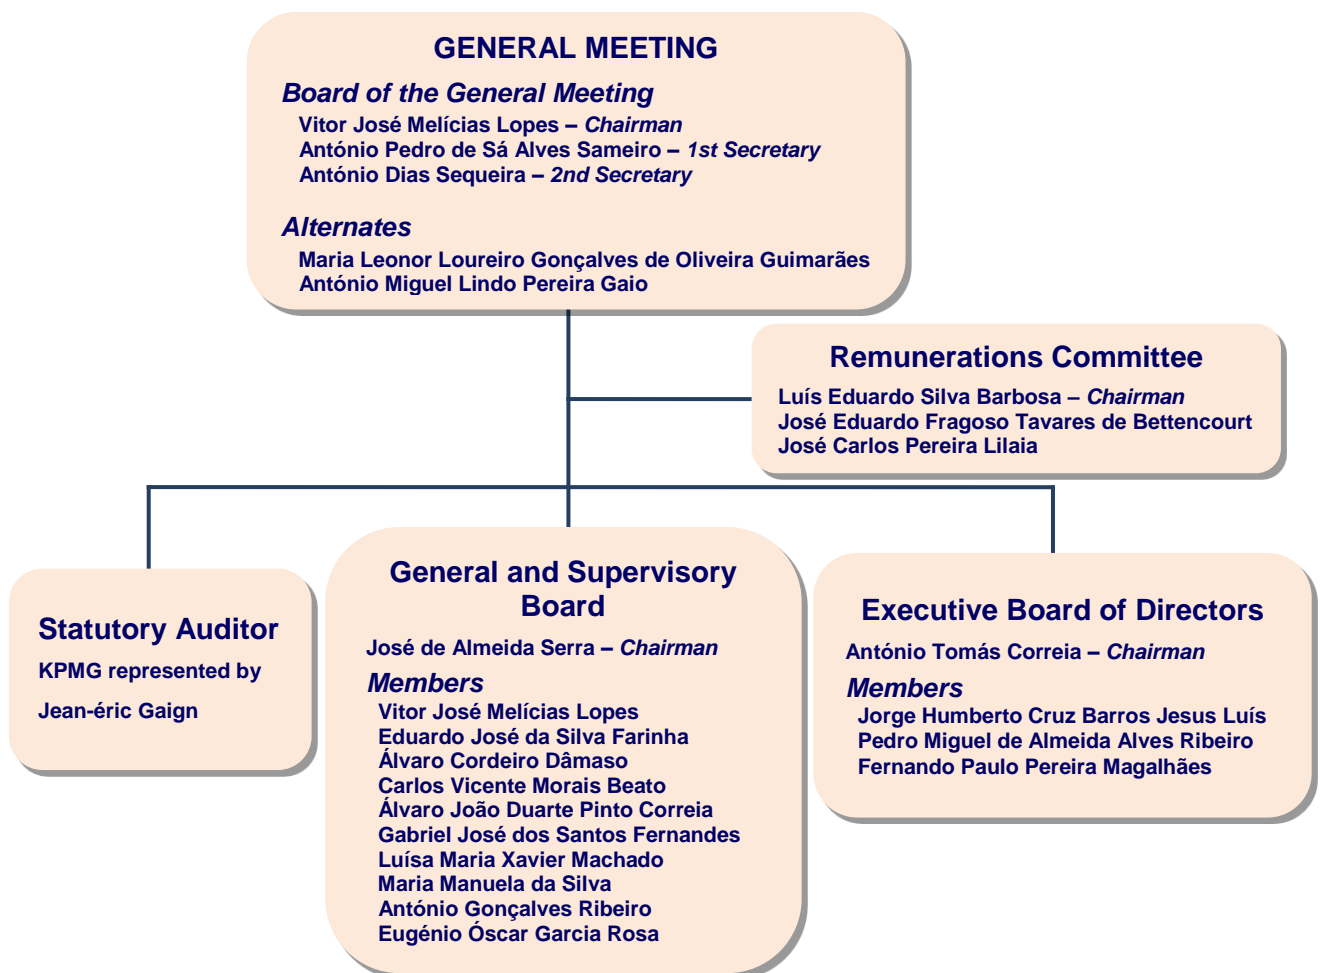 GENERAL MEETING
Board of the General Meeting
Vitor José Melícias Lopes – Chairman
António Pedro de Sá Alves Sameiro – 1st Secretary
António Dias Sequeira – 2nd Secretary
Alternates
Maria Leonor Loureiro Gonçalves de Oliveira Guimarães
António Miguel Lindo Pereira Gaio
Remunerations Committee
Luís Eduardo Silva Barbosa – Chairman
José Eduardo Fragoso Tavares de Bettencourt
José Carlos Pereira Lilaia
Statutory Auditor
KPMG represented by
Jean-éric Gaign
General and Supervisory
Board
José de Almeida Serra – Chairman
Members
Vitor José Melícias Lopes
Eduardo José da Silva Farinha
Álvaro Cordeiro Dâmaso
Carlos Vicente Morais Beato
Álvaro João Duarte Pinto Correia
Gabriel José dos Santos Fernandes
Luísa Maria Xavier Machado
Maria Manuela da Silva
António Gonçalves Ribeiro
Eugénio Óscar Garcia Rosa
Executive Board of Directors
António Tomás Correia – Chairman
Members
Jorge Humberto Cruz Barros Jesus Luís
Pedro Miguel de Almeida Alves Ribeiro
Fernando Paulo Pereira Magalhães